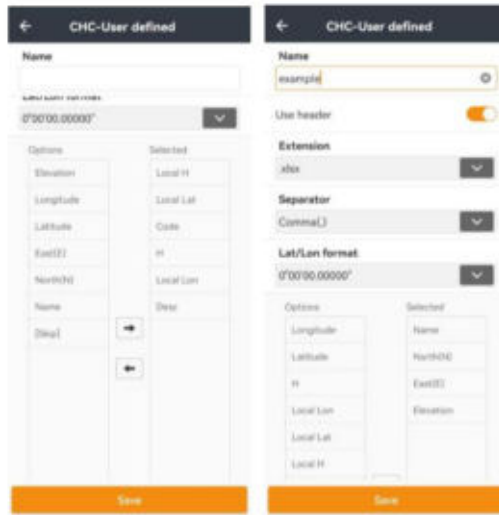 CHC-User defined
Name
Lat/Lon format
0°00'00.00000"
Options
Selected
Elevation
Local H
Longitude
Local Lat
Latitude
Code
East(E)
H
North(N)
Local Lon
Name
Desp
[Skip]
Save
CHC-User defined
Name
example
Use header
Extension
.xlsx
Separator
Comma(,)
Lat/Lon format
0°00'00.00000"
Options
Selected
Longitude
Name
Latitude
North(N)
H
East(E)
Local Lon
Elevation
Local Lat
Local H
Save